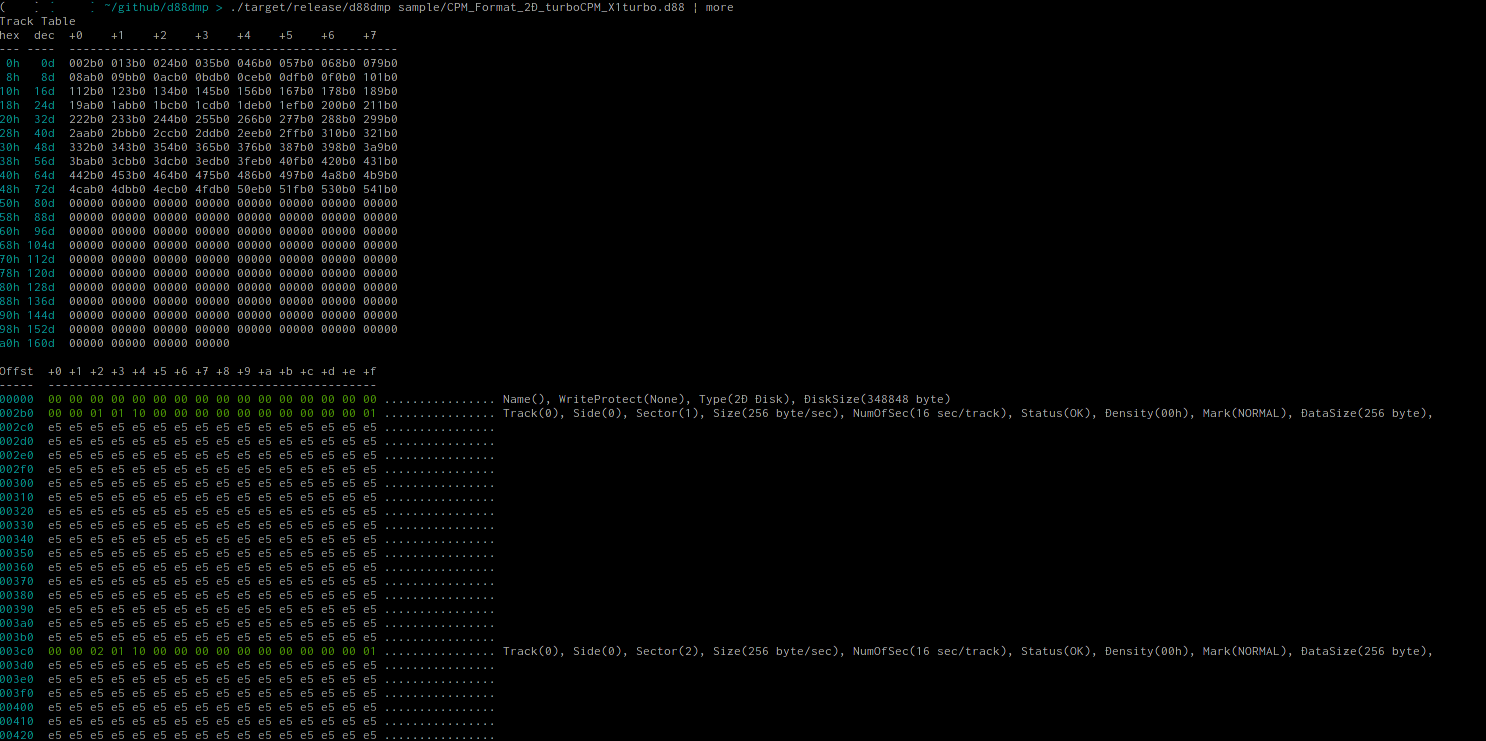 ( ] [ ] ~/github/d88dmp > ./target/release/d88dmp sample/CPM_Format_2D_turboCPM_X1turbo.d88 | more
Track Table
hex  dec  +0    +1    +2    +3    +4    +5    +6    +7
--- ----  -----------------------------------------------
 0h   0d  002b0 013b0 024b0 035b0 046b0 057b0 068b0 079b0
 8h   8d  08ab0 09bb0 0acb0 0bdb0 0ceb0 0dfb0 0f0b0 101b0
10h  16d  112b0 123b0 134b0 145b0 156b0 167b0 178b0 189b0
18h  24d  19ab0 1abb0 1bcb0 1cdb0 1deb0 1efb0 200b0 211b0
20h  32d  222b0 233b0 244b0 255b0 266b0 277b0 288b0 299b0
28h  40d  2aab0 2bbb0 2ccb0 2ddb0 2eeb0 2ffb0 310b0 321b0
30h  48d  332b0 343b0 354b0 365b0 376b0 387b0 398b0 3a9b0
38h  56d  3bab0 3cbb0 3dcb0 3edb0 3feb0 40fb0 420b0 431b0
40h  64d  442b0 453b0 464b0 475b0 486b0 497b0 4a8b0 4b9b0
48h  72d  4cab0 4dbb0 4ecb0 4fdb0 50eb0 51fb0 530b0 541b0
50h  80d  00000 00000 00000 00000 00000 00000 00000 00000
58h  88d  00000 00000 00000 00000 00000 00000 00000 00000
60h  96d  00000 00000 00000 00000 00000 00000 00000 00000
68h 104d  00000 00000 00000 00000 00000 00000 00000 00000
70h 112d  00000 00000 00000 00000 00000 00000 00000 00000
78h 120d  00000 00000 00000 00000 00000 00000 00000 00000
80h 128d  00000 00000 00000 00000 00000 00000 00000 00000
88h 136d  00000 00000 00000 00000 00000 00000 00000 00000
90h 144d  00000 00000 00000 00000 00000 00000 00000 00000
98h 152d  00000 00000 00000 00000 00000 00000 00000 00000
a0h 160d  00000 00000 00000 00000
Offst  +0 +1 +2 +3 +4 +5 +6 +7 +8 +9 +a +b +c +d +e +f
-----  -----------------------------------------------
00000  00 00 00 00 00 00 00 00 00 00 00 00 00 00 00 00 ................ Name(), WriteProtect(None), Type(2D Disk), DiskSize(348848 byte)
002b0  00 00 01 01 10 00 00 00 00 00 00 00 00 00 00 01 ................ Track(0), Side(0), Sector(1), Size(256 byte/sec), NumOfSec(16 sec/track), Status(OK), Density(00h), Mark(NORMAL), DataSize(256 byte),
002c0  e5 e5 e5 e5 e5 e5 e5 e5 e5 e5 e5 e5 e5 e5 e5 e5 ................
002d0  e5 e5 e5 e5 e5 e5 e5 e5 e5 e5 e5 e5 e5 e5 e5 e5 ................
002e0  e5 e5 e5 e5 e5 e5 e5 e5 e5 e5 e5 e5 e5 e5 e5 e5 ................
002f0  e5 e5 e5 e5 e5 e5 e5 e5 e5 e5 e5 e5 e5 e5 e5 e5 ................
00300  e5 e5 e5 e5 e5 e5 e5 e5 e5 e5 e5 e5 e5 e5 e5 e5 ................
00310  e5 e5 e5 e5 e5 e5 e5 e5 e5 e5 e5 e5 e5 e5 e5 e5 ................
00320  e5 e5 e5 e5 e5 e5 e5 e5 e5 e5 e5 e5 e5 e5 e5 e5 ................
00330  e5 e5 e5 e5 e5 e5 e5 e5 e5 e5 e5 e5 e5 e5 e5 e5 ................
00340  e5 e5 e5 e5 e5 e5 e5 e5 e5 e5 e5 e5 e5 e5 e5 e5 ................
00350  e5 e5 e5 e5 e5 e5 e5 e5 e5 e5 e5 e5 e5 e5 e5 e5 ................
00360  e5 e5 e5 e5 e5 e5 e5 e5 e5 e5 e5 e5 e5 e5 e5 e5 ................
00370  e5 e5 e5 e5 e5 e5 e5 e5 e5 e5 e5 e5 e5 e5 e5 e5 ................
00380  e5 e5 e5 e5 e5 e5 e5 e5 e5 e5 e5 e5 e5 e5 e5 e5 ................
00390  e5 e5 e5 e5 e5 e5 e5 e5 e5 e5 e5 e5 e5 e5 e5 e5 ................
003a0  e5 e5 e5 e5 e5 e5 e5 e5 e5 e5 e5 e5 e5 e5 e5 e5 ................
003b0  e5 e5 e5 e5 e5 e5 e5 e5 e5 e5 e5 e5 e5 e5 e5 e5 ................
003c0  00 00 02 01 10 00 00 00 00 00 00 00 00 00 00 01 ................ Track(0), Side(0), Sector(2), Size(256 byte/sec), NumOfSec(16 sec/track), Status(OK), Density(00h), Mark(NORMAL), DataSize(256 byte),
003d0  e5 e5 e5 e5 e5 e5 e5 e5 e5 e5 e5 e5 e5 e5 e5 e5 ................
003e0  e5 e5 e5 e5 e5 e5 e5 e5 e5 e5 e5 e5 e5 e5 e5 e5 ................
003f0  e5 e5 e5 e5 e5 e5 e5 e5 e5 e5 e5 e5 e5 e5 e5 e5 ................
00400  e5 e5 e5 e5 e5 e5 e5 e5 e5 e5 e5 e5 e5 e5 e5 e5 ................
00410  e5 e5 e5 e5 e5 e5 e5 e5 e5 e5 e5 e5 e5 e5 e5 e5 ................
00420  e5 e5 e5 e5 e5 e5 e5 e5 e5 e5 e5 e5 e5 e5 e5 e5 ................